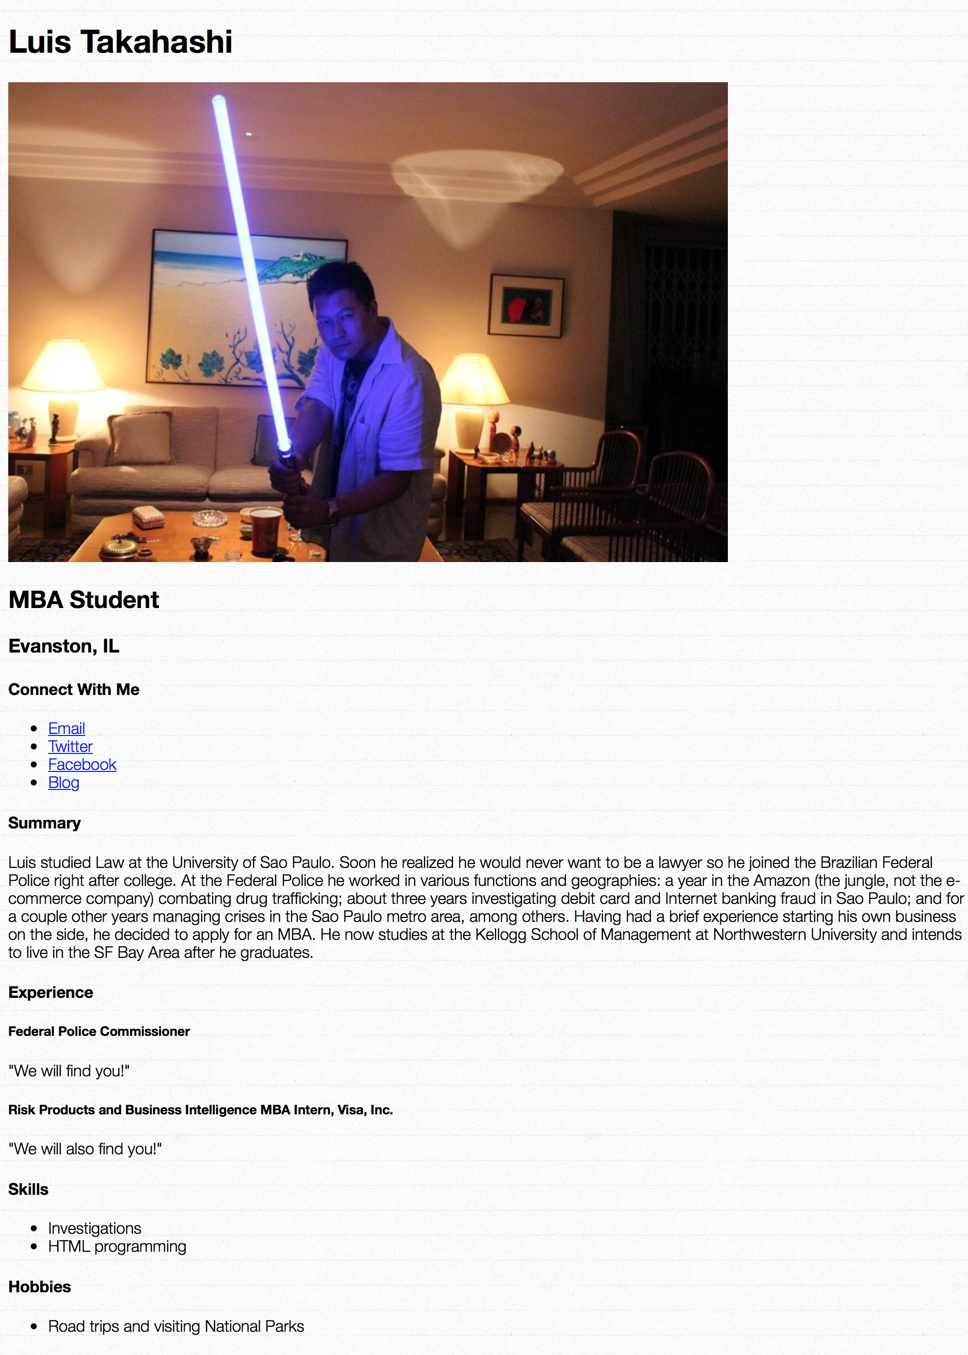 Luis Takahashi
MBA Student
Evanston, IL
Connect With Me
Email
Twitter
Facebook
Blog
Summary
Luis studied Law at the University of Sao Paulo. Soon he realized he would never want to be a lawyer so he joined the Brazilian Federal
Police right after college. At the Federal Police he worked in various functions and geographies: a year in the Amazon (the jungle, not the e-
commerce company) combating drug trafficking; about three years investigating debit card and Internet banking fraud in Sao Paulo; and for
a couple other years managing crises in the Sao Paulo metro area, among others. Having had a brief experience starting his own business
on the side, he decided to apply for an MBA. He now studies at the Kellogg School of Management at Northwestern University and intends
to live in the SF Bay Area after he graduates.
Experience
Federal Police Commissioner
"We will find you!"
Risk Products and Business Intelligence MBA Intern, Visa, Inc.
"We will also find you!"
Skills
Investigations
HTML programming
Hobbies
Road trips and visiting National Parks